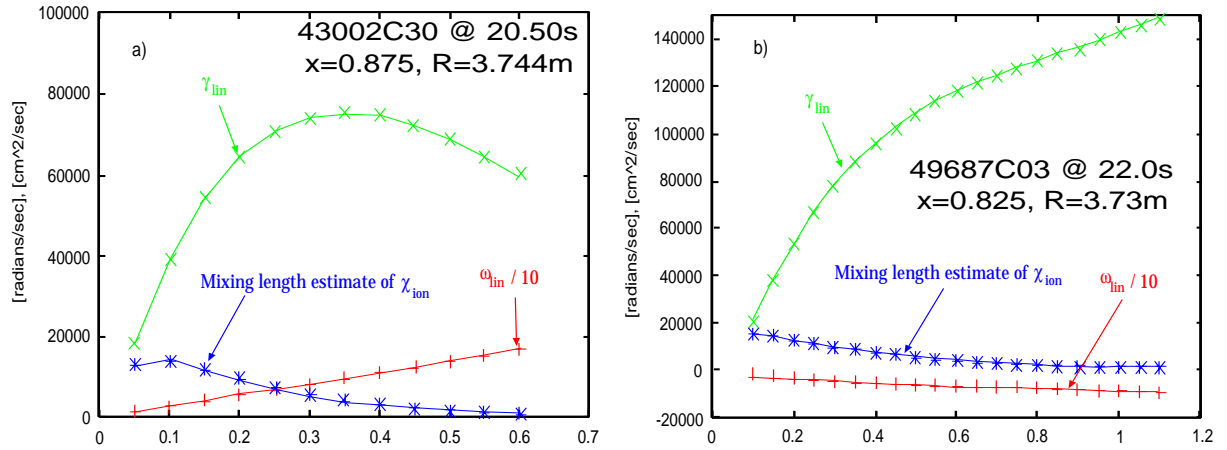 a)
43002C30 @ 20.50s
x=0.875, R=3.744m
γlin
Mixing length estimate of χion
ωlin / 10
[radians/sec], [cm^2/sec]
100000
80000
60000
40000
20000
0
0 0.1 0.2 0.3 0.4 0.5 0.6 0.7
b)
γlin
49687C03 @ 22.0s
x=0.825, R=3.73m
Mixing length estimate of χion
ωlin / 10
[radians/sec], [cm^2/sec]
140000
120000
100000
80000
60000
40000
20000
0
-20000
0 0.2 0.4 0.6 0.8 1 1.2